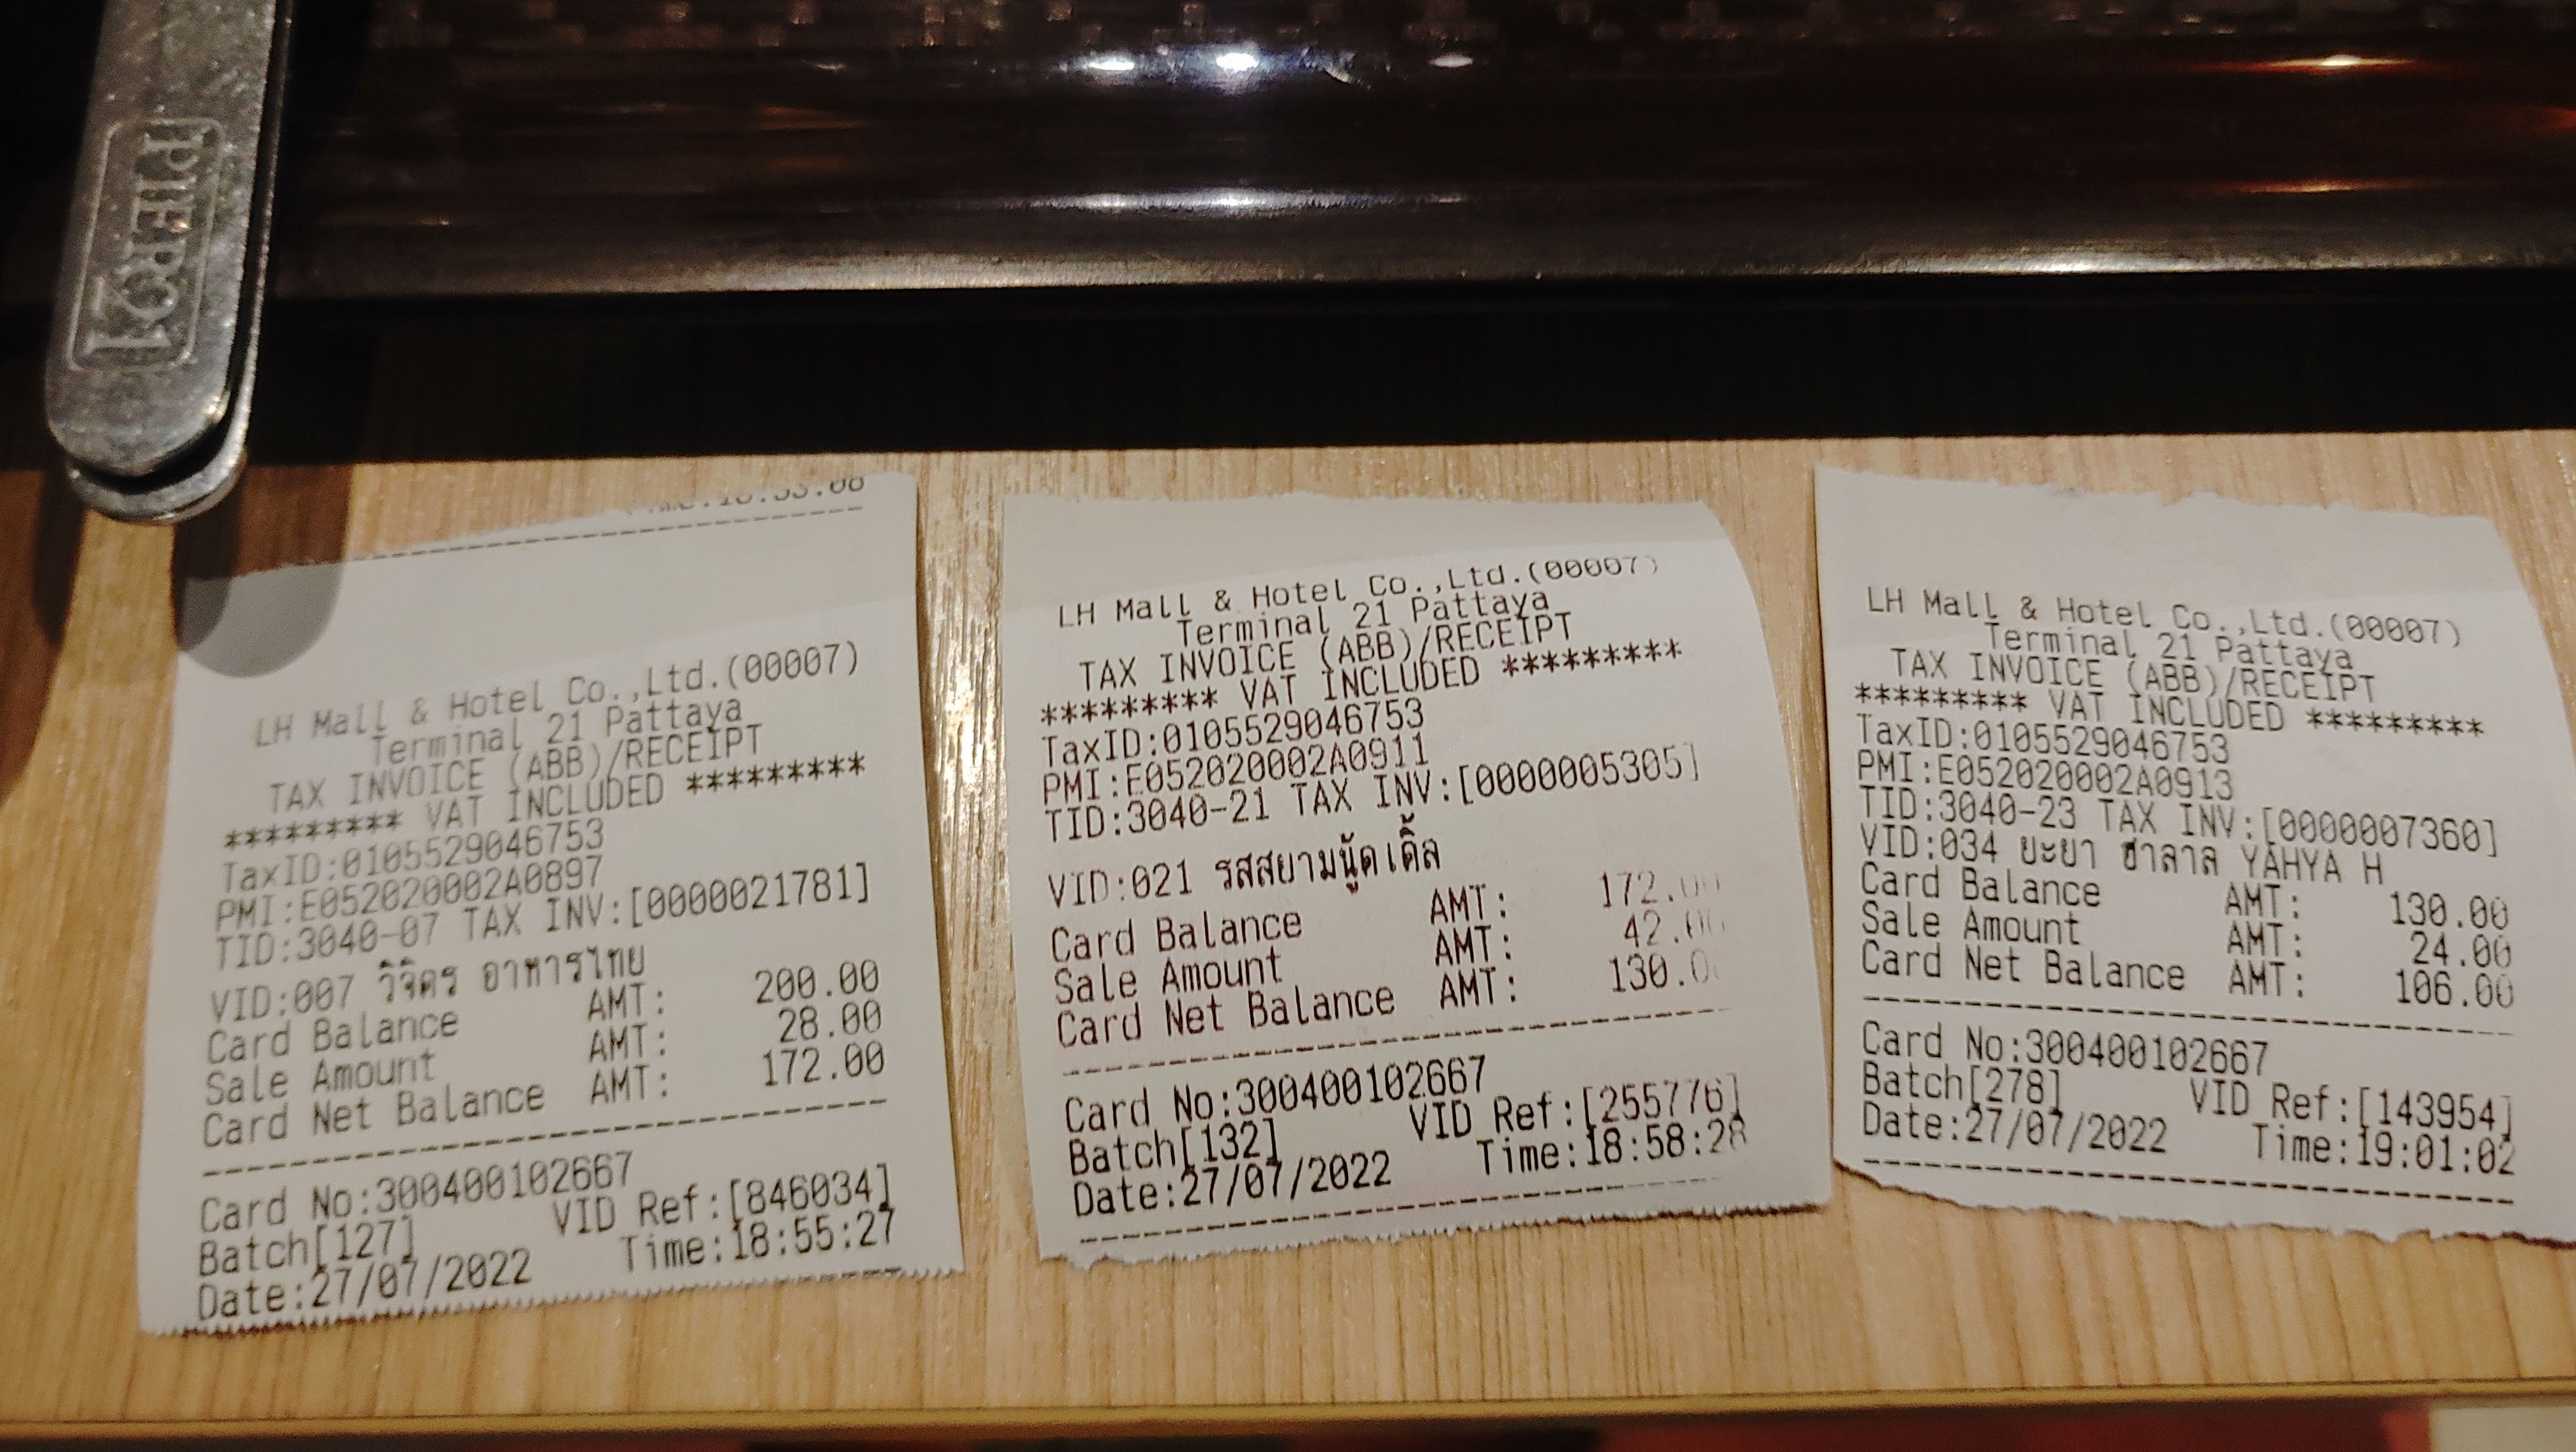 PIER21
LH Mall & Hotel Co.,Ltd.(00007)
Terminal 21 Pattaya
TAX INVOICE (ABB)/RECEIPT
********* VAT INCLUDED *********
TaxID:0105529046753
PMI:E052020002A0897
TID:3040-07 TAX INV:[0000021781]
VID:007 วิจิตร อาหารไทย
Card Balance AMT: 200.00
Sale Amount AMT: 28.00
Card Net Balance AMT: 172.00
Card No:300400102667
Batch[127] VID Ref:[846034]
Date:27/07/2022 Time:18:55:27
LH Mall & Hotel Co.,Ltd.(00007)
Terminal 21 Pattaya
TAX INVOICE (ABB)/RECEIPT
********* VAT INCLUDED *********
TaxID:0105529046753
PMI:E052020002A0911
TID:3040-21 TAX INV:[0000005305]
VID:021 รสสยามนู้ดเดิ้ล
Card Balance AMT: 172.00
Sale Amount AMT: 42.00
Card Net Balance AMT: 130.00
Card No:300400102667
Batch[132] VID Ref:[255776]
Date:27/07/2022 Time:18:58:28
LH Mall & Hotel Co.,Ltd.(00007)
Terminal 21 Pattaya
TAX INVOICE (ABB)/RECEIPT
********* VAT INCLUDED *********
TaxID:0105529046753
PMI:E052020002A0913
TID:3040-23 TAX INV:[0000007360]
VID:034 ยะยา ฮาลาล YAHYA H
Card Balance AMT: 130.00
Sale Amount AMT: 24.00
Card Net Balance AMT: 106.00
Card No:300400102667
Batch[278] VID Ref:[143954]
Date:27/07/2022 Time:19:01:02